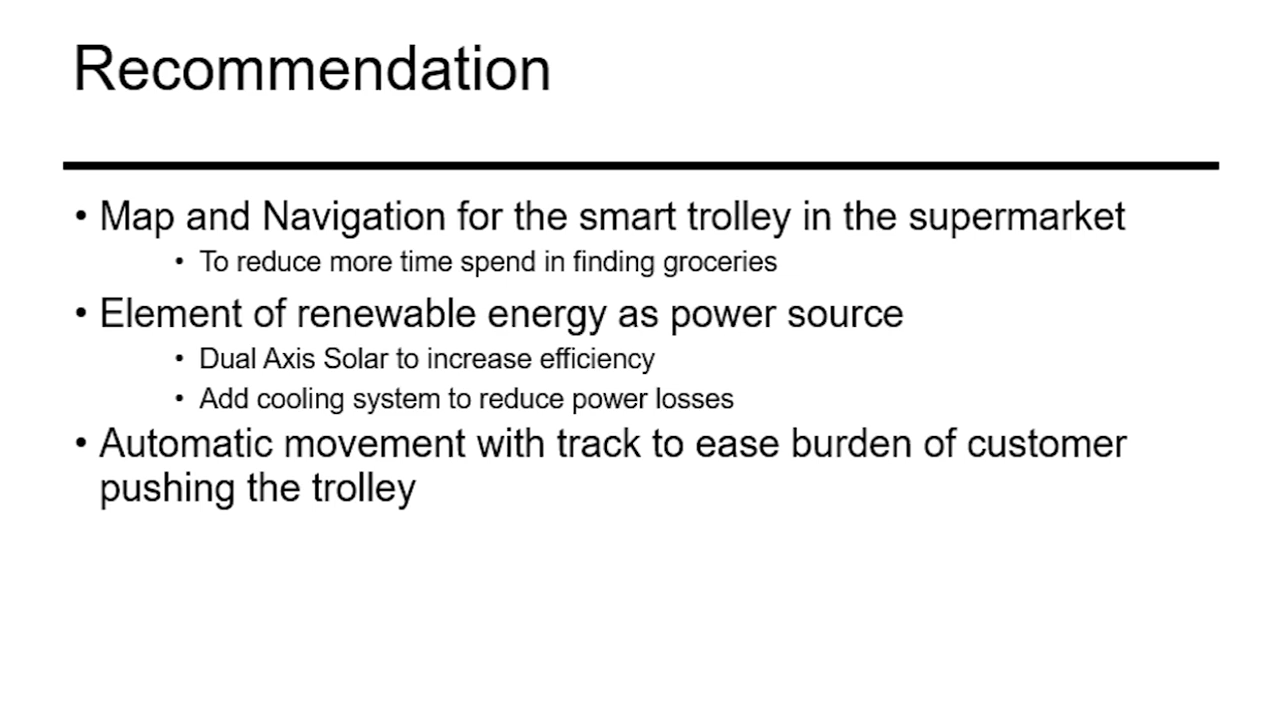 Recommendation
• Map and Navigation for the smart trolley in the supermarket
• To reduce more time spend in finding groceries
• Element of renewable energy as power source
• Dual Axis Solar to increase efficiency
• Add cooling system to reduce power losses
• Automatic movement with track to ease burden of customer
pushing the trolley